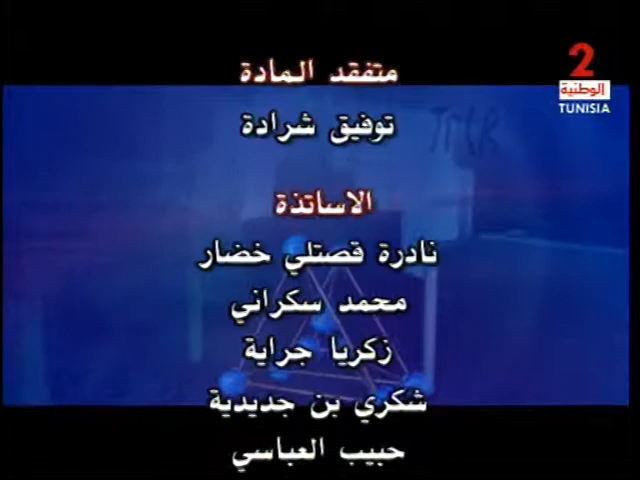 متفقد المادة
توفيق شرادة
الاساتذة
نادرة قصتلي خضار
محمد سكراني
زكريا جراية
شكري بن جديدية
حبيب العباسي
2
الوطنية
TUNISIA